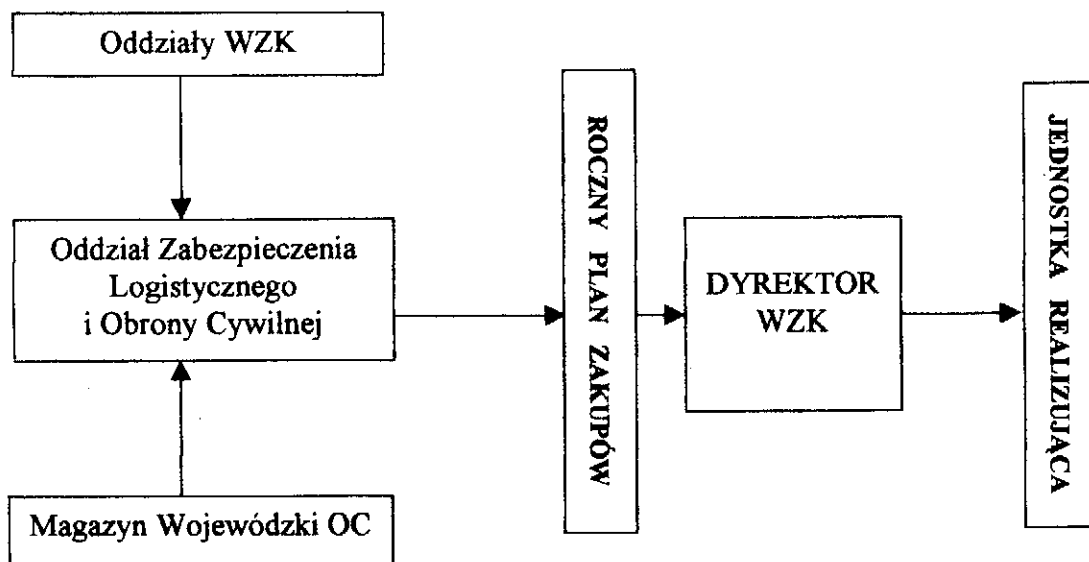 Oddziały WZK
Oddział Zabezpieczenia
Logistycznego
i Obrony Cywilnej
Magazyn Wojewódzki OC
ROCZNY PLAN ZAKUPÓW
DYREKTOR
WZK
JEDNOSTKA REALIZUJĄCA